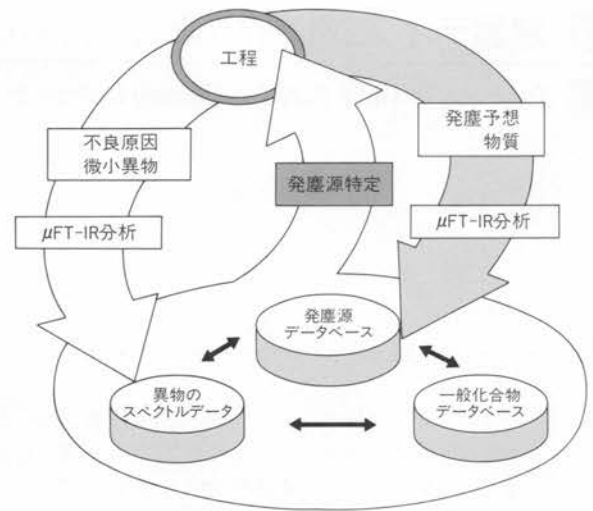 工程
不良原因
微小異物
発塵予想
物質
発塵源特定
μFT-IR分析
μFT-IR分析
発塵源
データベース
異物の
スペクトルデータ
一般化合物
データベース